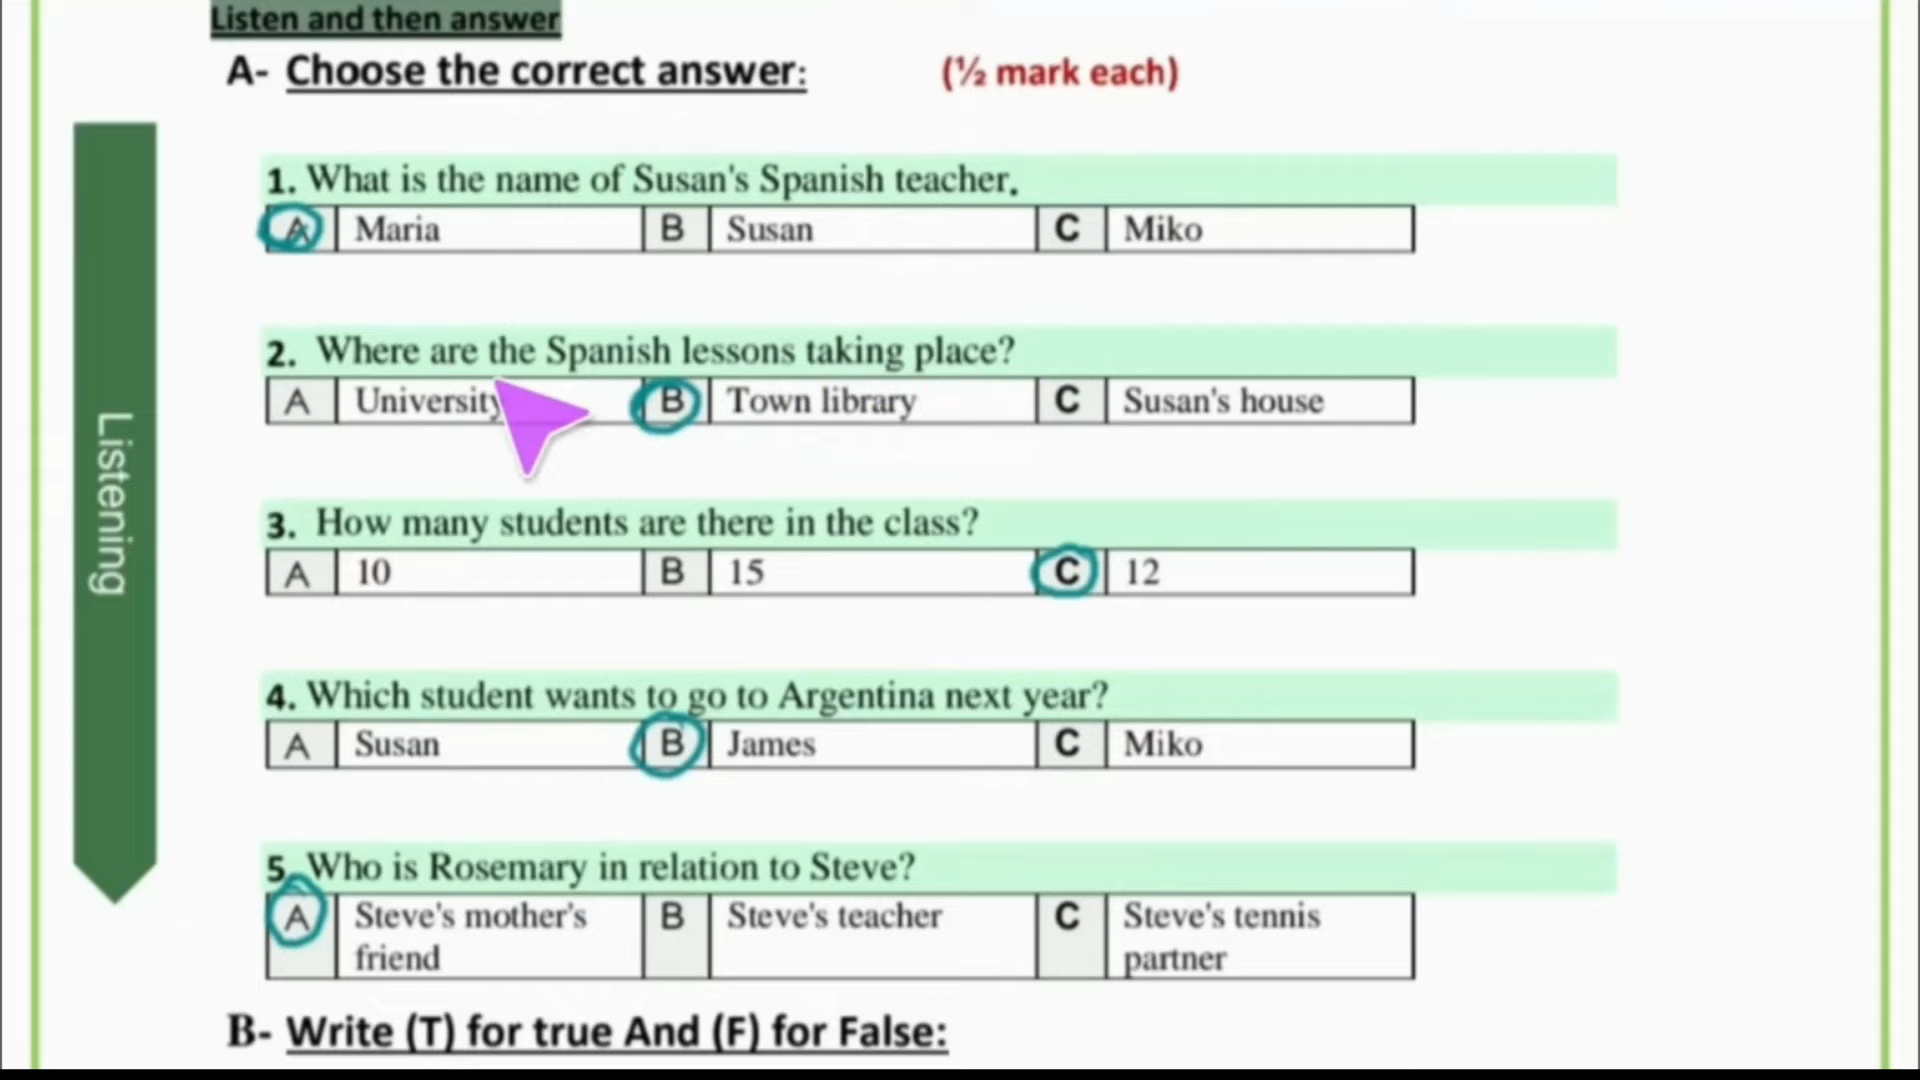 Listen and then answer
A- Choose the correct answer: (½ mark each)
Listening
1. What is the name of Susan's Spanish teacher.
A Maria B Susan C Miko
2. Where are the Spanish lessons taking place?
A University B Town library C Susan's house
3. How many students are there in the class?
A 10 B 15 C 12
4. Which student wants to go to Argentina next year?
A Susan B James C Miko
5. Who is Rosemary in relation to Steve?
A Steve's mother's B Steve's teacher C Steve's tennis
friend partner
B- Write (T) for true And (F) for False: